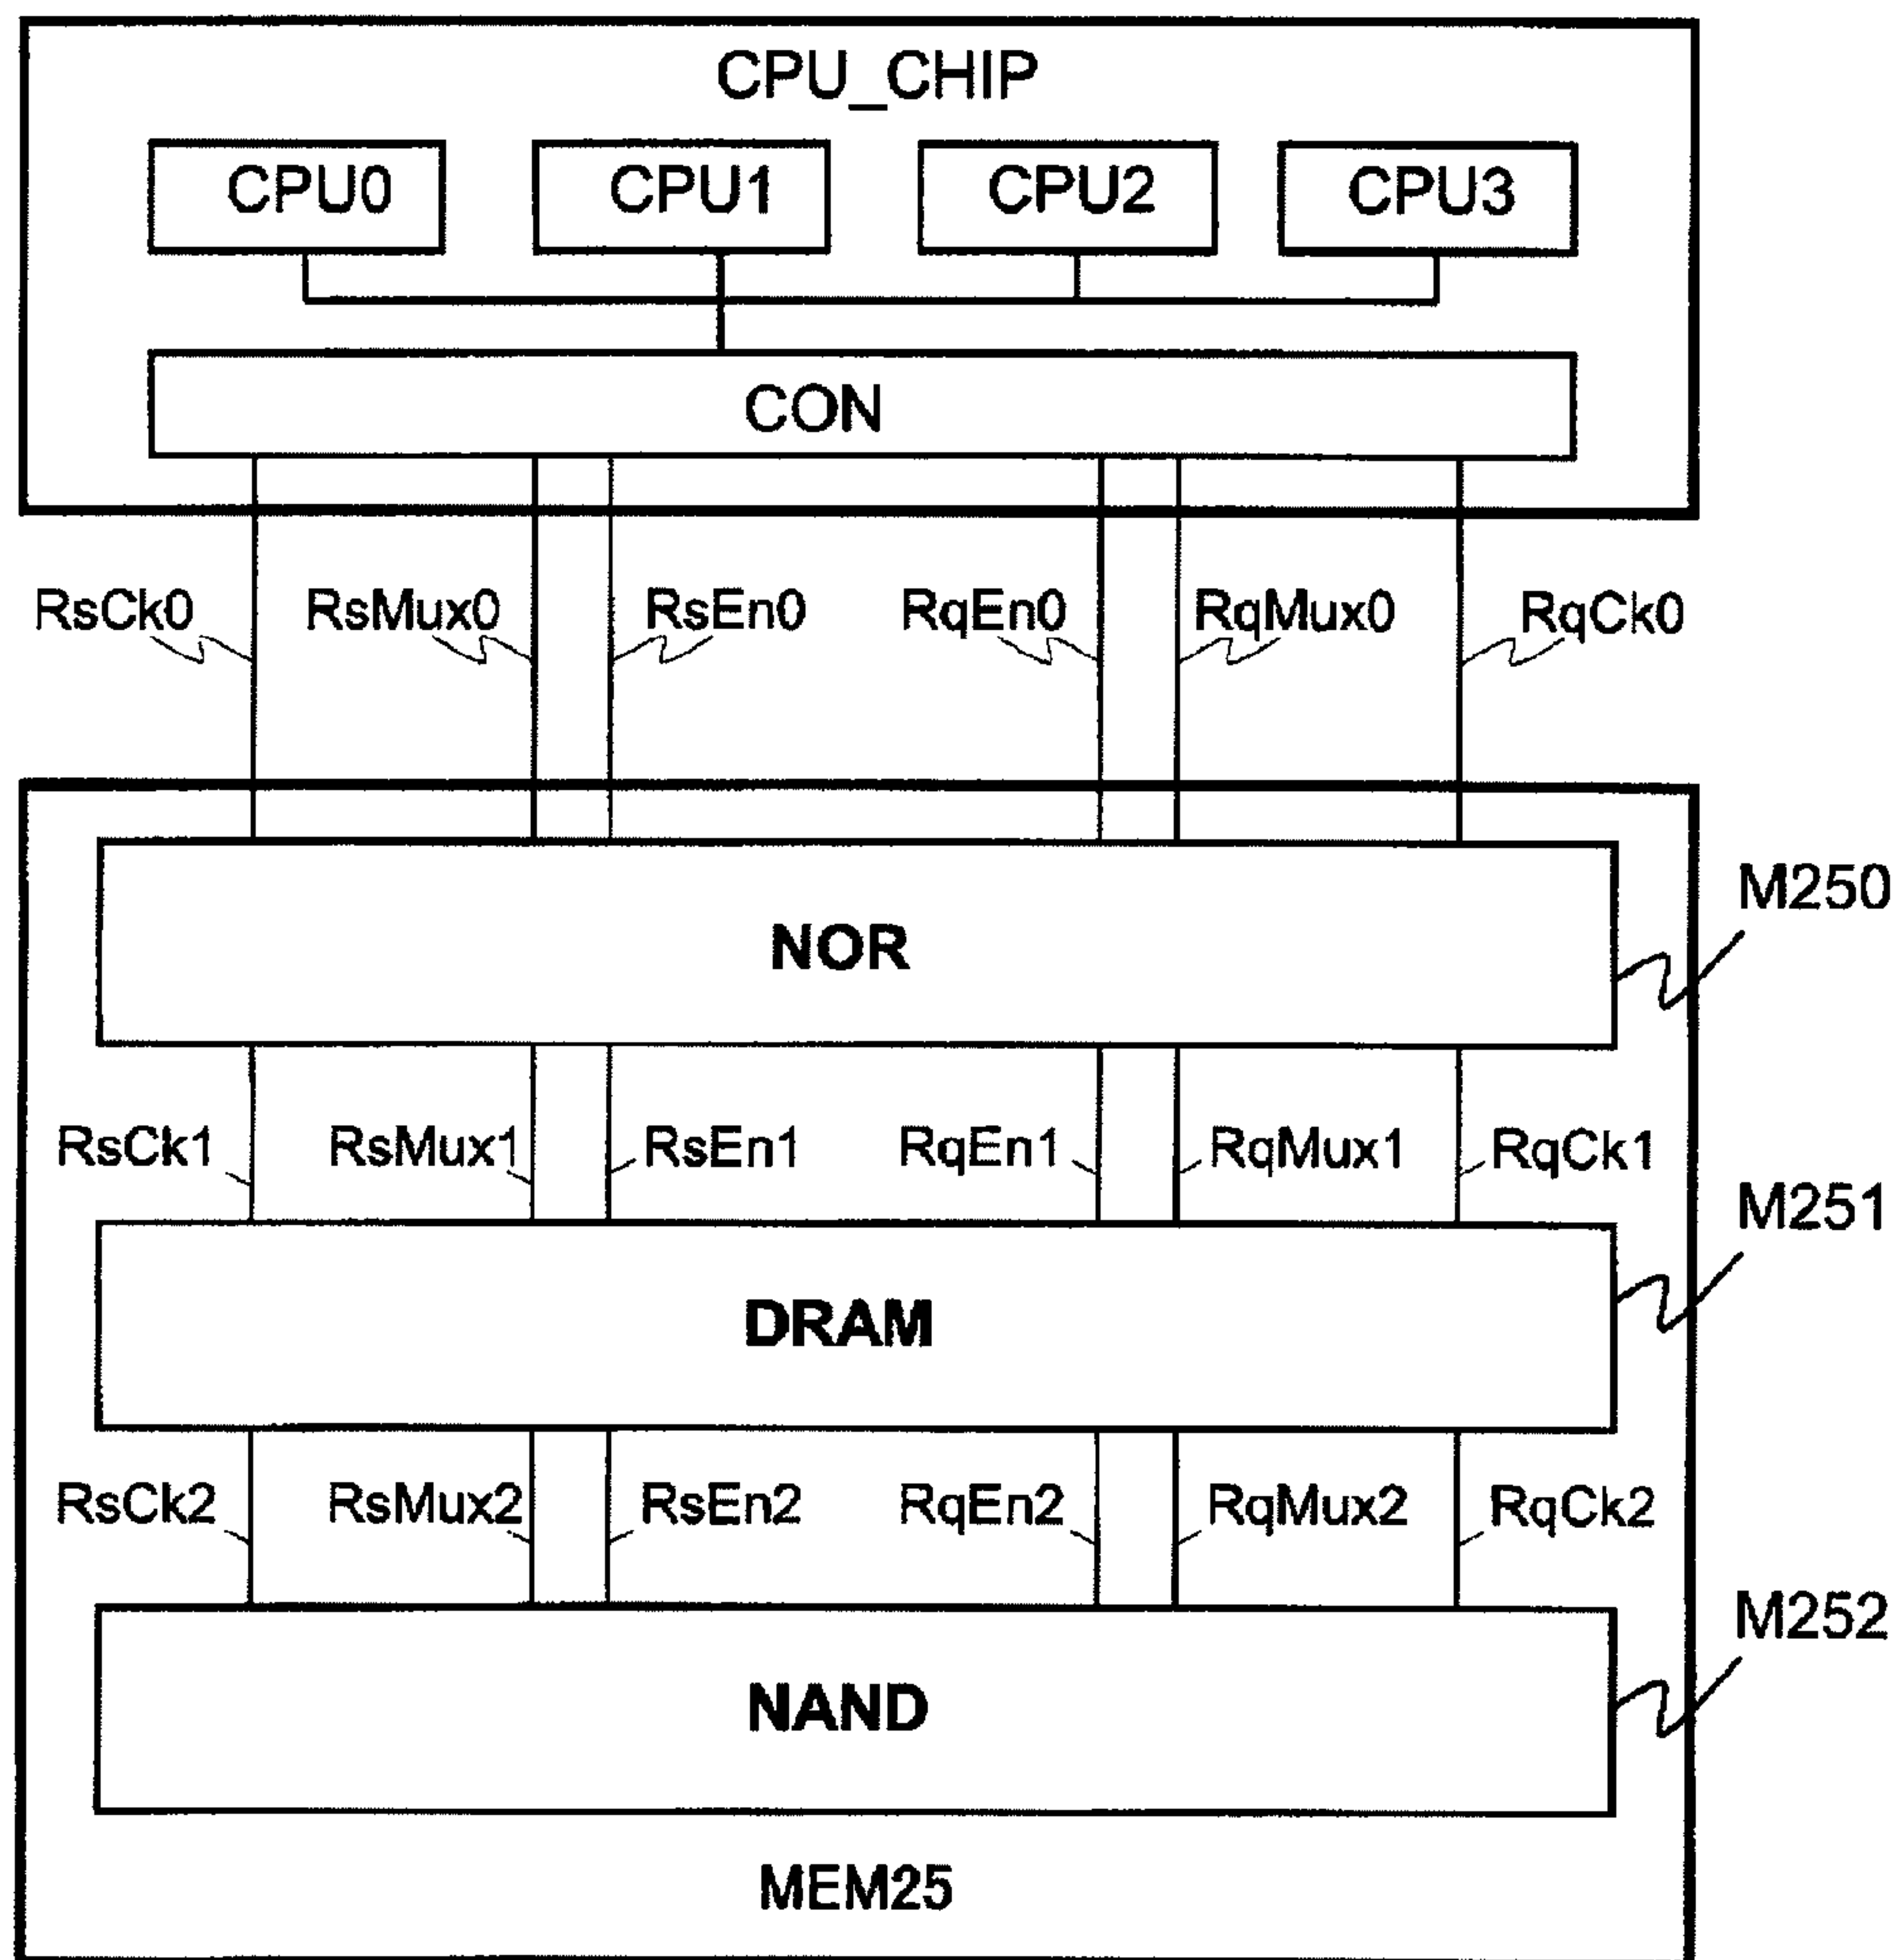 CPU_CHIP
CPU0 CPU1 CPU2 CPU3
CON
RsCk0 RsMux0 RsEn0 RqEn0 RqMux0 RqCk0
NOR
M250
RsCk1 RsMux1 RsEn1 RqEn1 RqMux1 RqCk1
M251
DRAM
RsCk2 RsMux2 RsEn2 RqEn2 RqMux2 RqCk2
M252
NAND
MEM25